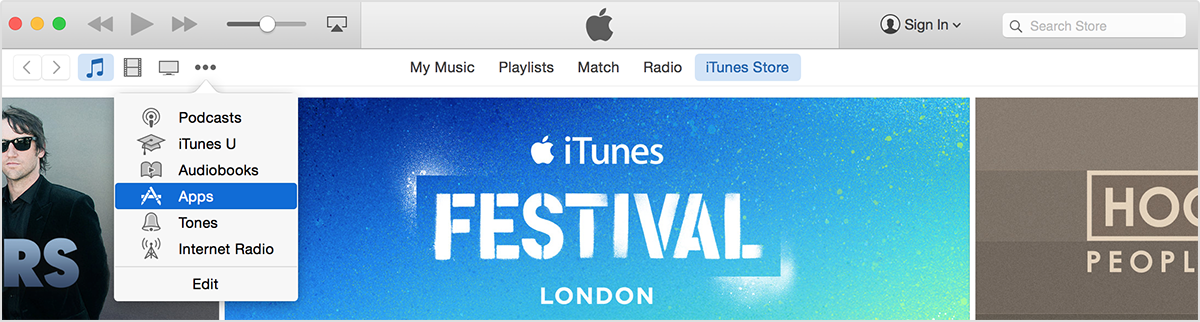 Sign In
Search Store
My Music
Playlists
Match
Radio
iTunes Store
Podcasts
iTunes U
Audiobooks
Apps
Tones
Internet Radio
Edit
RS
iTunes
FESTIVAL
LONDON
HOO
PEOPL